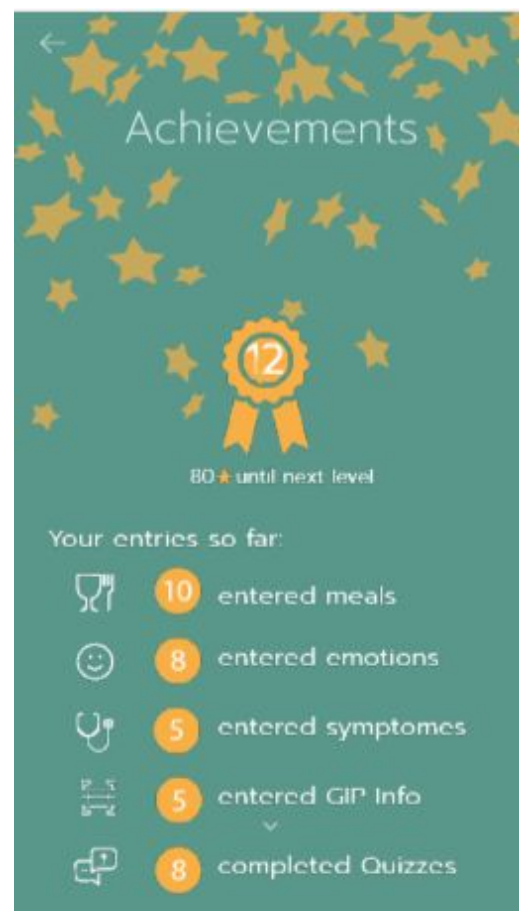 Achievements
12
80★until next level
Your entries so far:
10 entered meals
8 entered emotions
5 entered symptomes
5 entered GIP Info
8 completed Quizzes